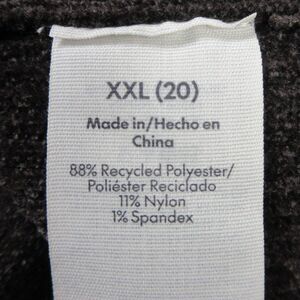 XXL (20)
Made in/Hecho en
China
88% Recycled Polyester/
Poliéster Reciclado
11% Nylon
1% Spandex